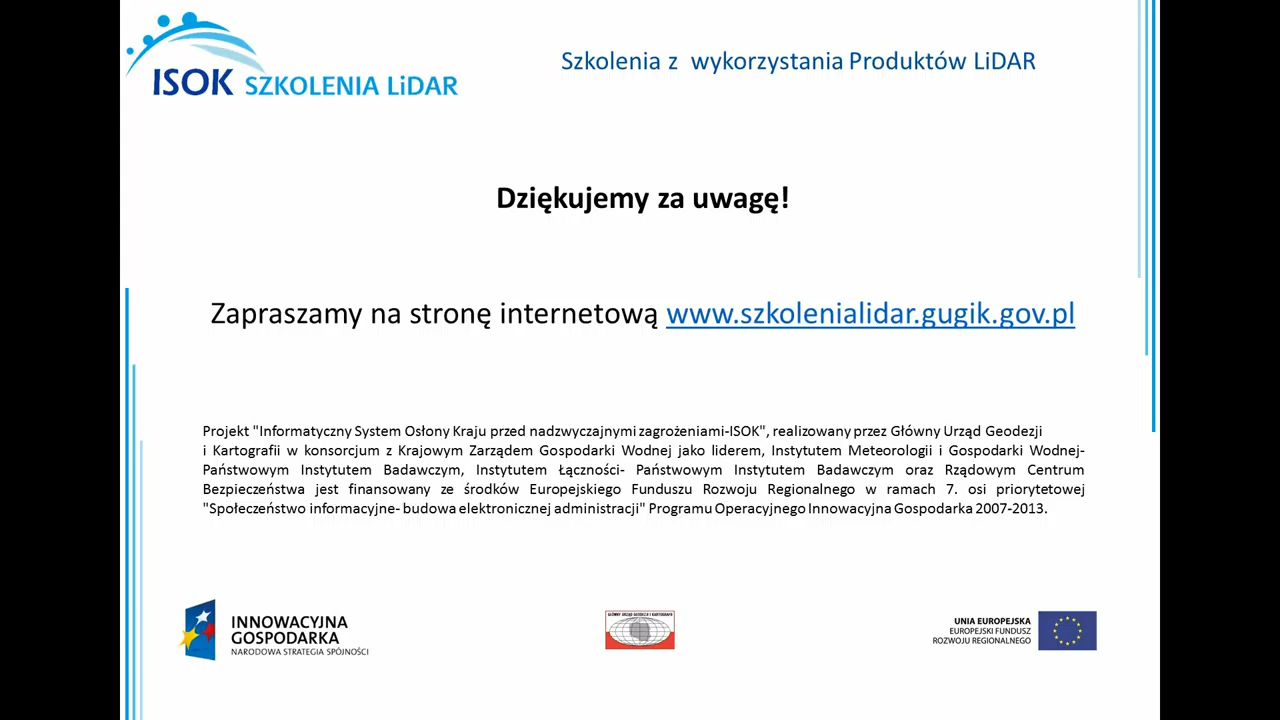 ISOK SZKOLENIA LiDAR
Szkolenia z wykorzystania Produktów LiDAR
Dziękujemy za uwagę!
Zapraszamy na stronę internetową www.szkolenialidar.gugik.gov.pl
Projekt "Informatyczny System Osłony Kraju przed nadzwyczajnymi zagrożeniami-ISOK", realizowany przez Główny Urząd Geodezji
i Kartografii w konsorcjum z Krajowym Zarządem Gospodarki Wodnej jako liderem, Instytutem Meteorologii i Gospodarki Wodnej-
Państwowym Instytutem Badawczym, Instytutem Łączności- Państwowym Instytutem Badawczym oraz Rządowym Centrum
Bezpieczeństwa jest finansowany ze środków Europejskiego Funduszu Rozwoju Regionalnego w ramach 7. osi priorytetowej
"Społeczeństwo informacyjne- budowa elektronicznej administracji" Programu Operacyjnego Innowacyjna Gospodarka 2007-2013.
INNOWACYJNA
GOSPODARKA
NARODOWA STRATEGIA SPÓJNOŚCI
GŁÓWNY URZĄD GEODEZJI I KARTOGRAFII
UNIA EUROPEJSKA
EUROPEJSKI FUNDUSZ
ROZWOJU REGIONALNEGO